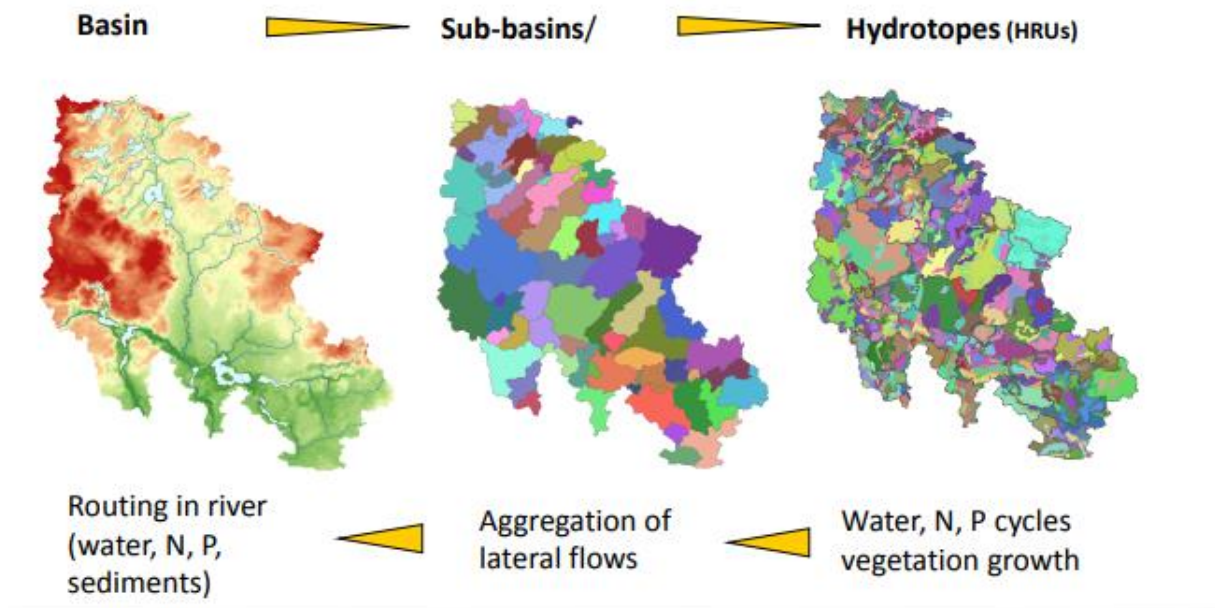 Basin
Sub-basins/
Hydrotopes (HRUs)
Routing in river
(water, N, P,
sediments)
Aggregation of
lateral flows
Water, N, P cycles
vegetation growth